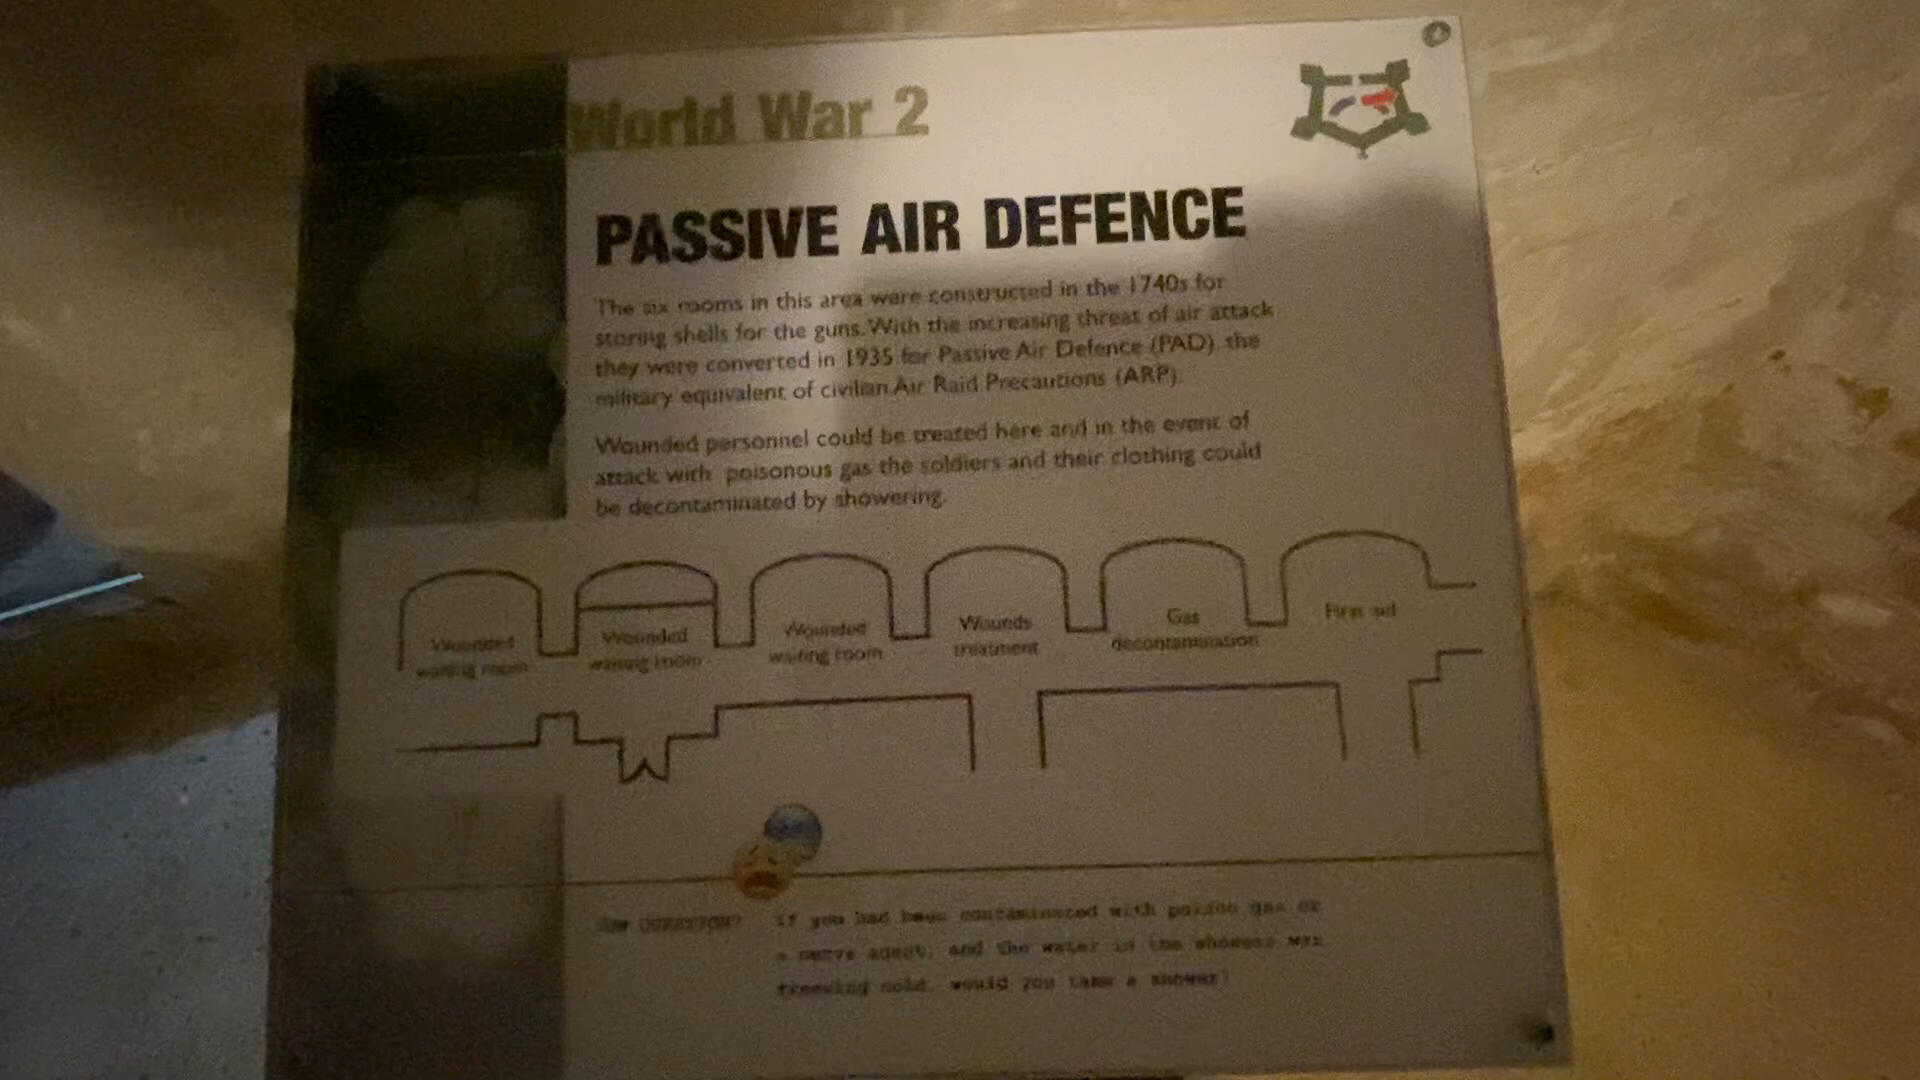 World War 2
PASSIVE AIR DEFENCE
The six rooms in this area were constructed in the 1740s for
storing shells for the guns. With the increasing threat of air attack
they were converted in 1935 for Passive Air Defence (PAD) the
military equivalent of civilian Air Raid Precautions (ARP).
Wounded personnel could be treated here and in the event of
attack with poisonous gas the soldiers and their clothing could
be decontaminated by showering.
Wounded
waiting room
Wounded
waiting room
Wounded
waiting room
Wounds
treatment
Gas
decontamination
First aid
QUESTION? If you had been contaminated with poison gas or
a nerve agent, and the water in the showers was
freezing cold, would you take a shower?